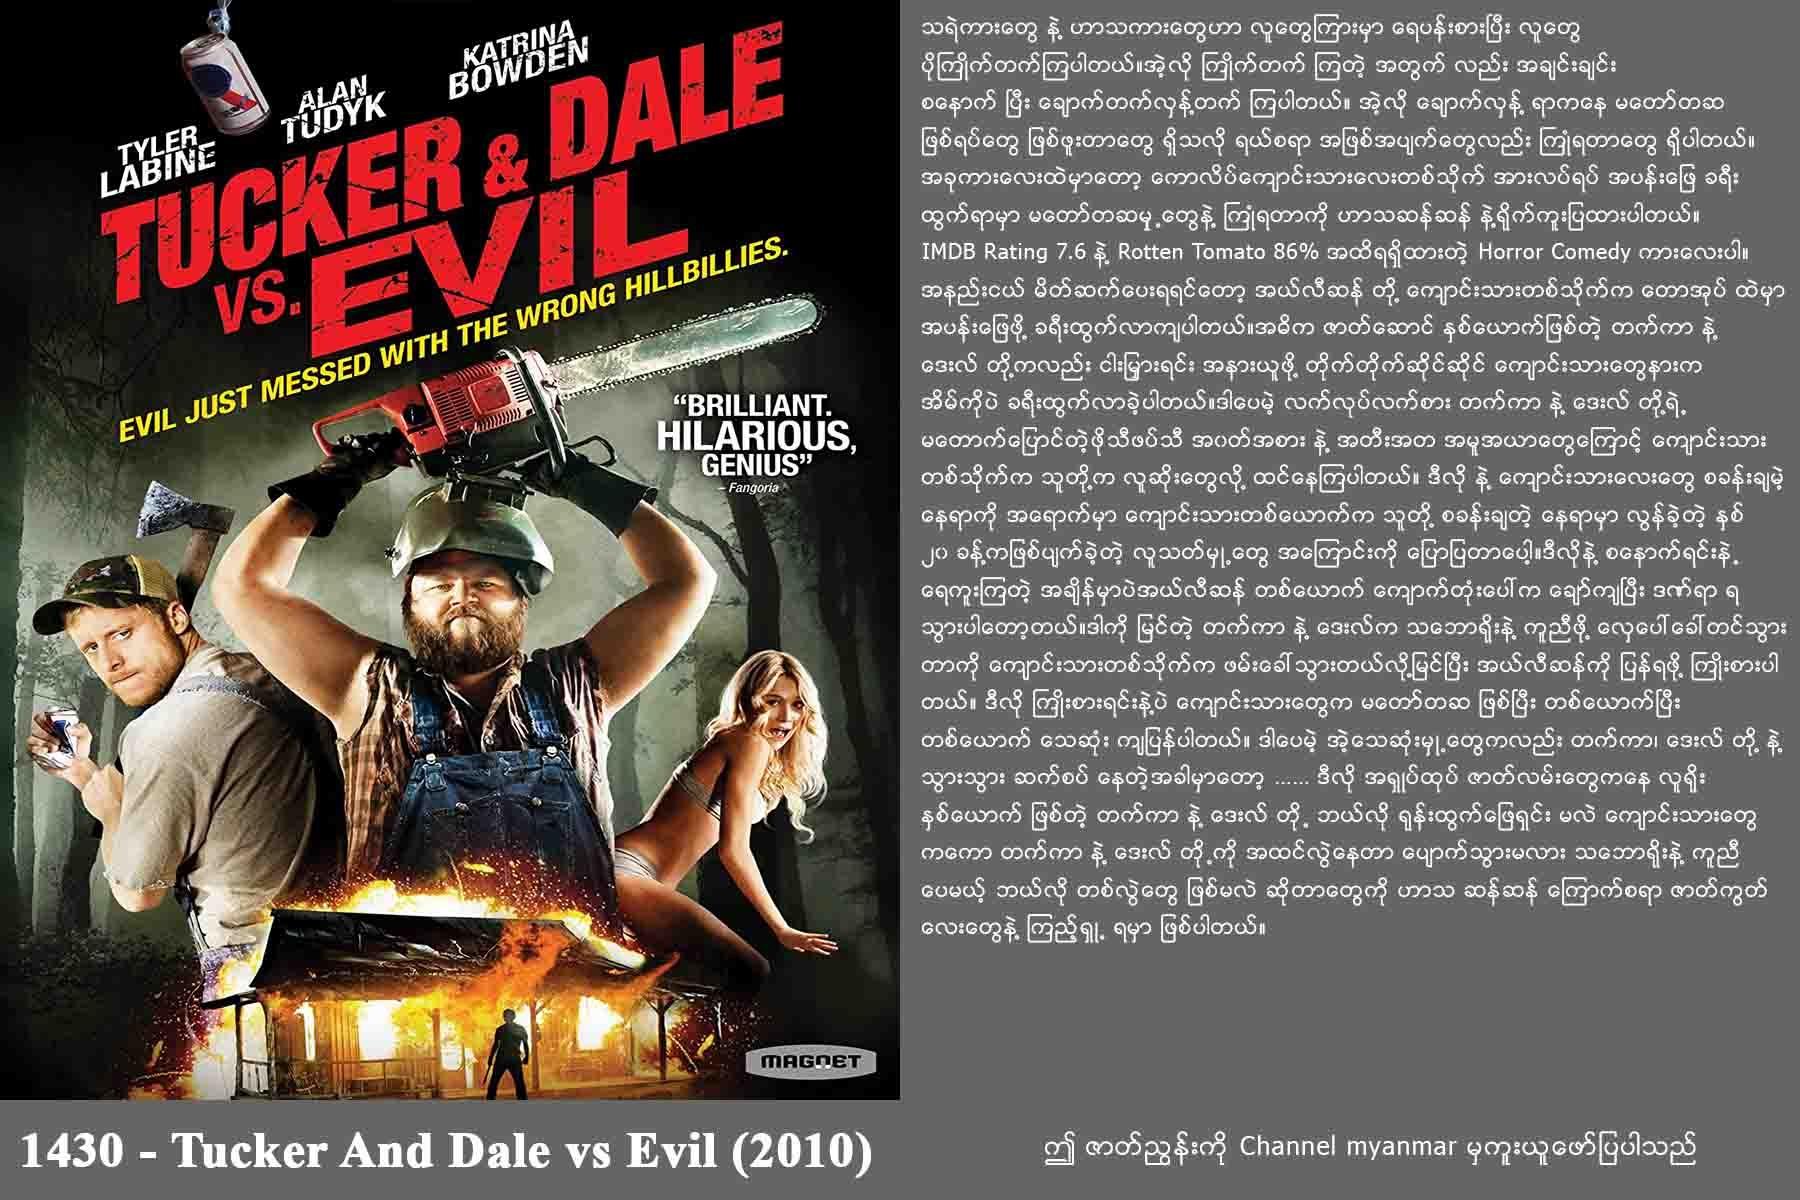 KATRINA
BOWDEN
ALAN
TUDYK
TYLER
LABINE
TUCKER & DALE
VS. EVIL
EVIL JUST MESSED WITH THE WRONG HILLBILLIES.
“BRILLIANT.
HILARIOUS,
GENIUS”
– Fangoria
MAGNET
1430 - Tucker And Dale vs Evil (2010)
သရဲကားတွေ နဲ့ ဟာသကားတွေဟာ လူတွေကြားမှာ ရေပန်းစားပြီး လူတွေ
ပိုကြိုက်တက်ကြပါတယ်။အဲ့လို ကြိုက်တက် ကြတဲ့ အတွက် လည်း အချင်းချင်း
စနောက် ပြီး ချောက်တက်လှန့်တက် ကြပါတယ်။ အဲ့လို ချောက်လှန့် ရာကနေ မတော်တဆ
ဖြစ်ရပ်တွေ ဖြစ်ဖူးတာတွေ ရှိသလို ရယ်စရာ အဖြစ်အပျက်တွေလည်း ကြုံရတာတွေ ရှိပါတယ်။
အခုကားလေးထဲမှာတော့ ကောလိပ်ကျောင်းသားလေးတစ်သိုက် အားလပ်ရပ် အပန်းဖြေ ခရီး
ထွက်ရာမှာ မတော်တဆမှု့တွေနဲ့ ကြုံရတာကို ဟာသဆန်ဆန် နဲ့ရိုက်ကူးပြထားပါတယ်။
IMDB Rating 7.6 နဲ့ Rotten Tomato 86% အထိရရှိထားတဲ့ Horror Comedy ကားလေးပါ။
အနည်းငယ် မိတ်ဆက်ပေးရရင်တော့ အယ်လီဆန် တို့ ကျောင်းသားတစ်သိုက်က တောအုပ် ထဲမှာ
အပန်းဖြေဖို့ ခရီးထွက်လာကျပါတယ်။အဓိက ဇာတ်ဆောင် နှစ်ယောက်ဖြစ်တဲ့ တက်ကာ နဲ့
ဒေးလ် တို့ကလည်း ငါးမြှားရင်း အနားယူဖို့ တိုက်တိုက်ဆိုင်ဆိုင် ကျောင်းသားတွေနားက
အိမ်ကိုပဲ ခရီးထွက်လာခဲ့ပါတယ်။ဒါပေမဲ့ လက်လုပ်လက်စား တက်ကာ နဲ့ ဒေးလ် တို့ရဲ့
မတောက်ပြောင်တဲ့ဖိုသီဖပ်သီ အဂတ်အစား နဲ့ အတီးအတ အမူအယာတွေကြောင့် ကျောင်းသား
တစ်သိုက်က သူတို့က လူဆိုးတွေလို့ ထင်နေကြပါတယ်။ ဒီလို နဲ့ ကျောင်းသားလေးတွေ စခန်းချမဲ့
နေရာကို အရောက်မှာ ကျောင်းသားတစ်ယောက်က သူတို့ စခန်းချတဲ့ နေရာမှာ လွန်ခဲ့တဲ့ နှစ်
၂၀ ခန့်ကဖြစ်ပျက်ခဲ့တဲ့ လူသတ်မှု့တွေ အကြောင်းကို ပြောပြတာပေါ့။ဒီလိုနဲ့ စနောက်ရင်းနဲ့
ရေကူးကြတဲ့ အချိန်မှာပဲအယ်လီဆန် တစ်ယောက် ကျောက်တုံးပေါ်က ချော်ကျပြီး ဒဏ်ရာ ရ
သွားပါတော့တယ်။ဒါကို မြင်တဲ့ တက်ကာ နဲ့ ဒေးလ်က သဘောရိုးနဲ့ ကူညီဖို့ လှေပေါ်ခေါ်တင်သွား
တာကို ကျောင်းသားတစ်သိုက်က ဖမ်းခေါ်သွားတယ်လို့မြင်ပြီး အယ်လီဆန်ကို ပြန်ရဖို့ ကြိုးစားပါ
တယ်။ ဒီလို ကြိုးစားရင်းနဲ့ပဲ ကျောင်းသားတွေက မတော်တဆ ဖြစ်ပြီး တစ်ယောက်ပြီး
တစ်ယောက် သေဆုံး ကျပြန်ပါတယ်။ ဒါပေမဲ့ အဲ့သေဆုံးမှု့တွေကလည်း တက်ကာ၊ ဒေးလ် တို့ နဲ့
သွားသွား ဆက်စပ် နေတဲ့အခါမှာတော့ ...... ဒီလို အရှုပ်ထုပ် ဇာတ်လမ်းတွေကနေ လူရိုး
နှစ်ယောက် ဖြစ်တဲ့ တက်ကာ နဲ့ ဒေးလ် တို့ ဘယ်လို ရုန်းထွက်ဖြေရှင်း မလဲ ကျောင်းသားတွေ
ကကော တက်ကာ နဲ့ ဒေးလ် တို့ကို အထင်လွဲနေတာ ပျောက်သွားမလား သဘောရိုးနဲ့ ကူညီ
ပေမယ့် ဘယ်လို တစ်လွဲတွေ ဖြစ်မလဲ ဆိုတာတွေကို ဟာသ ဆန်ဆန် ကြောက်စရာ ဇာတ်ကွတ်
လေးတွေနဲ့ ကြည့်ရှု့ ရမှာ ဖြစ်ပါတယ်။
ဤ ဇာတ်ညွှန်းကို Channel myanmar မှကူးယူဖော်ပြပါသည်